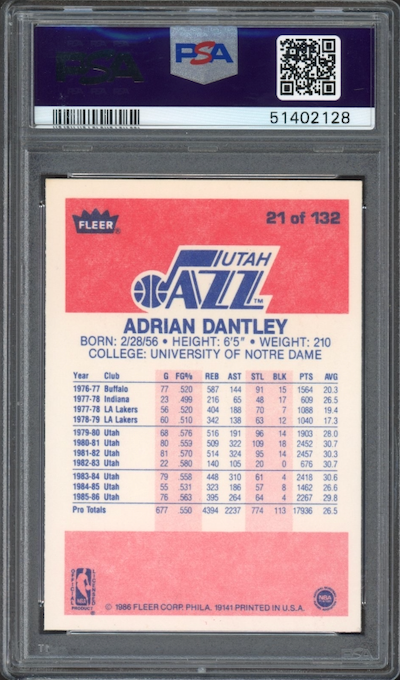 PSA
PSA
51402128
FLEER®
21 of 132
UTAH
JAZZ™
ADRIAN DANTLEY
BORN: 2/28/56 • HEIGHT: 6'5" • WEIGHT: 210
COLLEGE: UNIVERSITY OF NOTRE DAME
Year Club G FG% REB AST STL BLK PTS AVG
1976-77 Buffalo 77 .520 587 144 91 15 1564 20.3
1977-78 Indiana 23 .499 216 65 48 17 609 26.5
1977-78 LA Lakers 56 .520 404 188 70 7 1088 19.4
1978-79 LA Lakers 60 .510 342 138 63 12 1040 17.3
1979-80 Utah 68 .576 516 191 96 14 1903 28.0
1980-81 Utah 80 .559 509 322 109 18 2452 30.7
1981-82 Utah 81 .570 514 324 95 14 2457 30.3
1982-83 Utah 22 .580 140 105 20 0 676 30.7
1983-84 Utah 79 .558 448 310 61 4 2418 30.6
1984-85 Utah 55 .531 323 186 57 8 1462 26.6
1985-86 Utah 76 .563 395 264 64 4 2267 29.8
Pro Totals 677 .550 4394 2237 774 113 17936 26.5
OFFICIAL LICENSED
PRODUCT
© 1986 FLEER CORP. PHILA. 19141 PRINTED IN U.S.A.